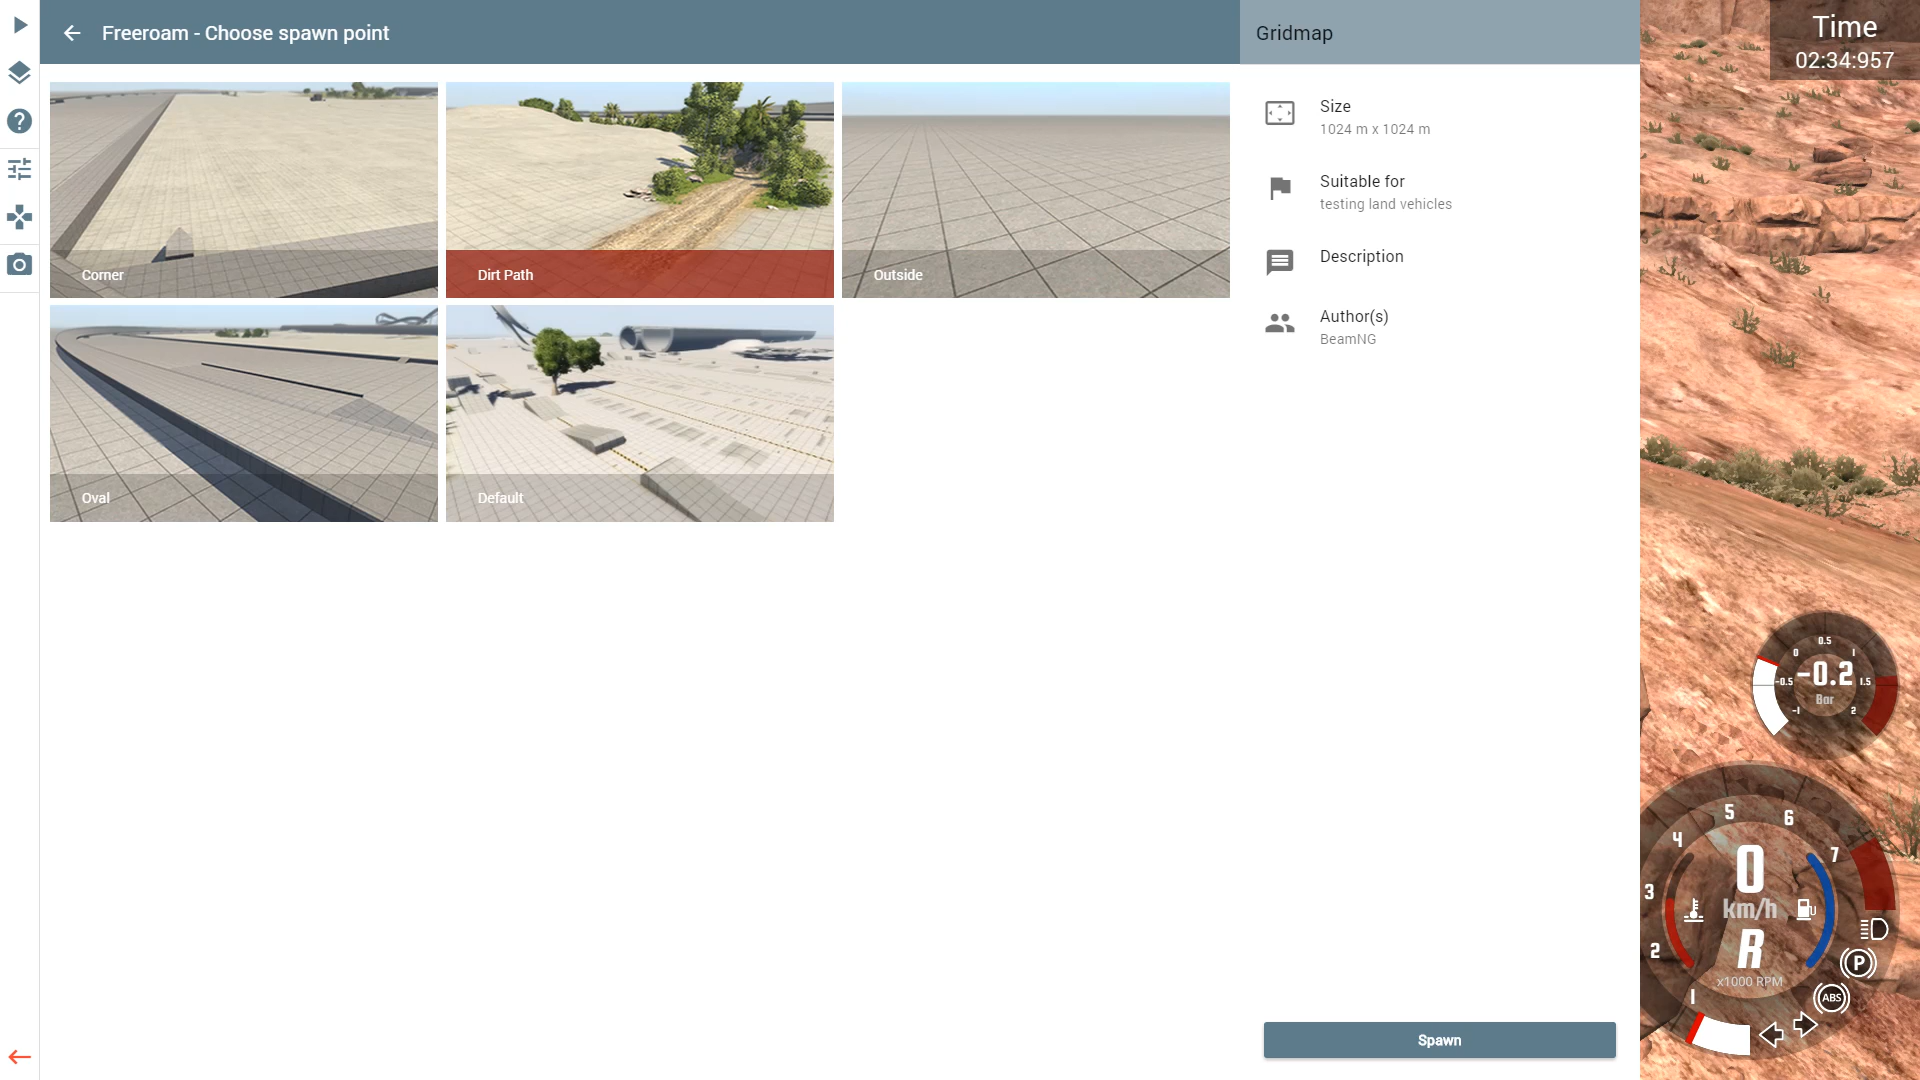 Freeroam - Choose spawn point
Gridmap
Time
02:34:957
Corner
Dirt Path
Outside
Oval
Default
Size
1024 m x 1024 m
Suitable for
testing land vehicles
Description
Author(s)
BeamNG
Spawn
0.5
0
1
-0.5
-0.2
1.5
Bar
-1
2
5
6
4
7
0
3
km/h
2
R
P
x1000 RPM
1
ABS